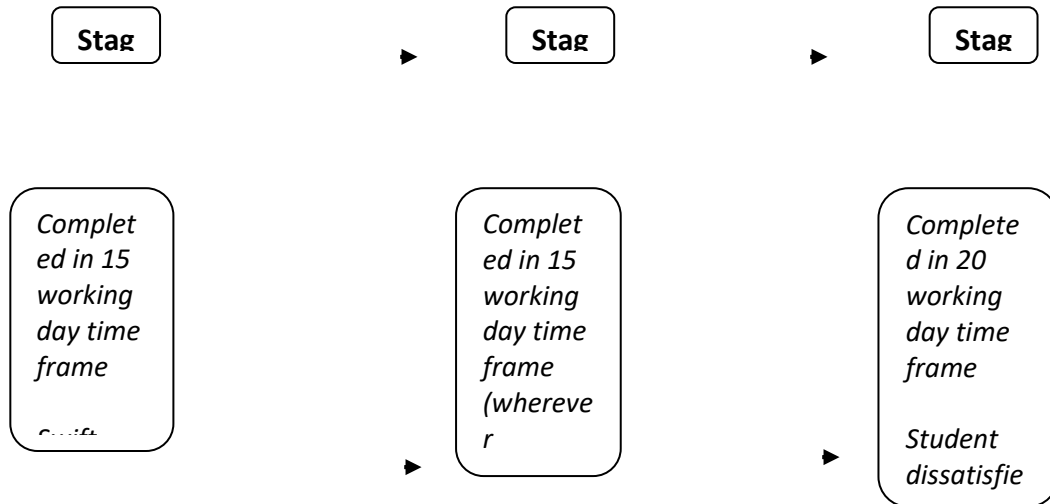 Stag
Stag
Stag
Complet
ed in 15
working
day time
frame
Complet
ed in 15
working
day time
frame
(whereve
r
Complete
d in 20
working
day time
frame
Student
dissatisfie